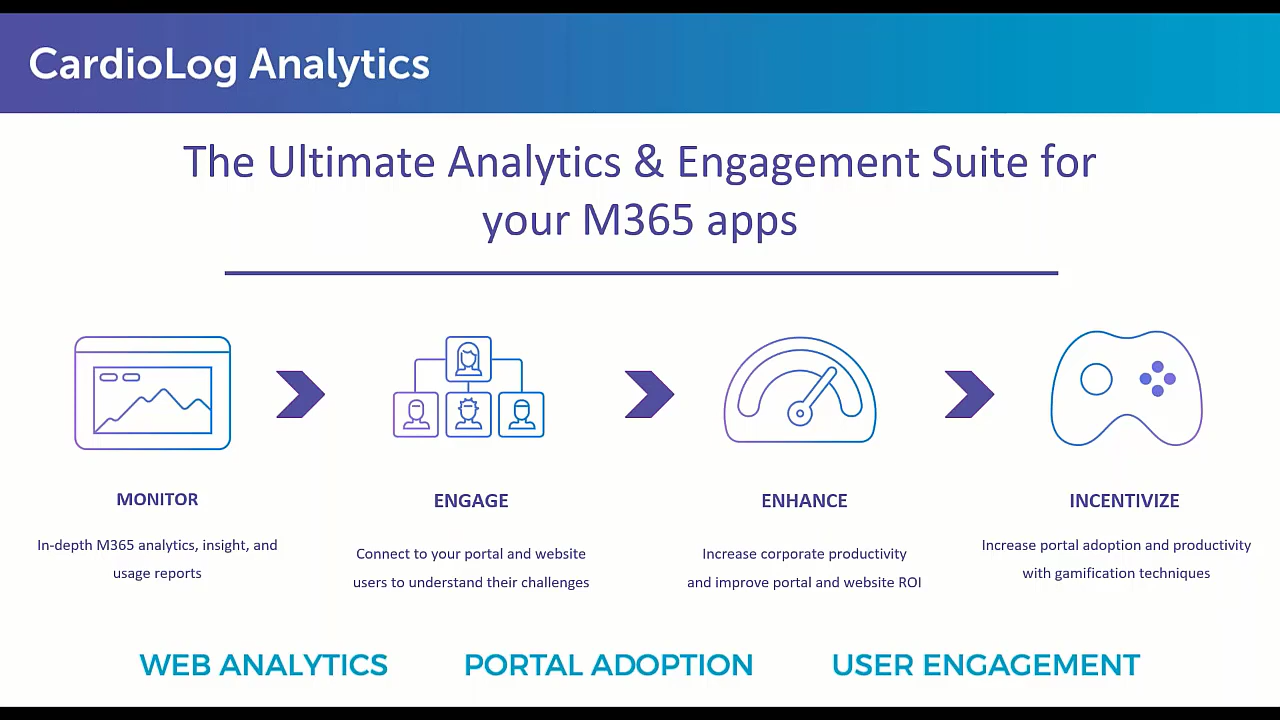 CardioLog Analytics
The Ultimate Analytics & Engagement Suite for
your M365 apps
MONITOR
In-depth M365 analytics, insight, and
usage reports
ENGAGE
Connect to your portal and website
users to understand their challenges
ENHANCE
Increase corporate productivity
and improve portal and website ROI
INCENTIVIZE
Increase portal adoption and productivity
with gamification techniques
WEB ANALYTICS
PORTAL ADOPTION
USER ENGAGEMENT